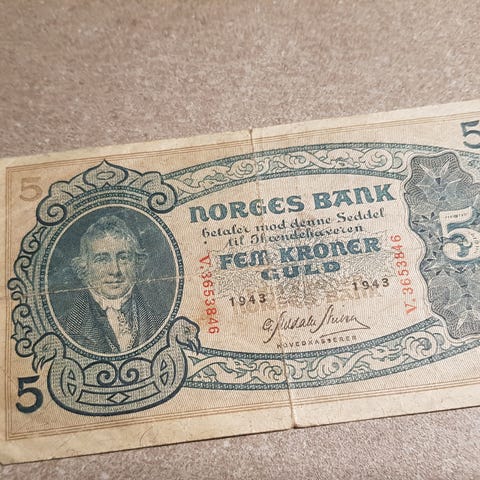 5
5
NORGES BANK
betaler mod denne Seddel
til Ihændehaveren
FEM KRONER
GULD
1943 1943
V.3653846
V.3653846
HOVEDKASSERER
5
5